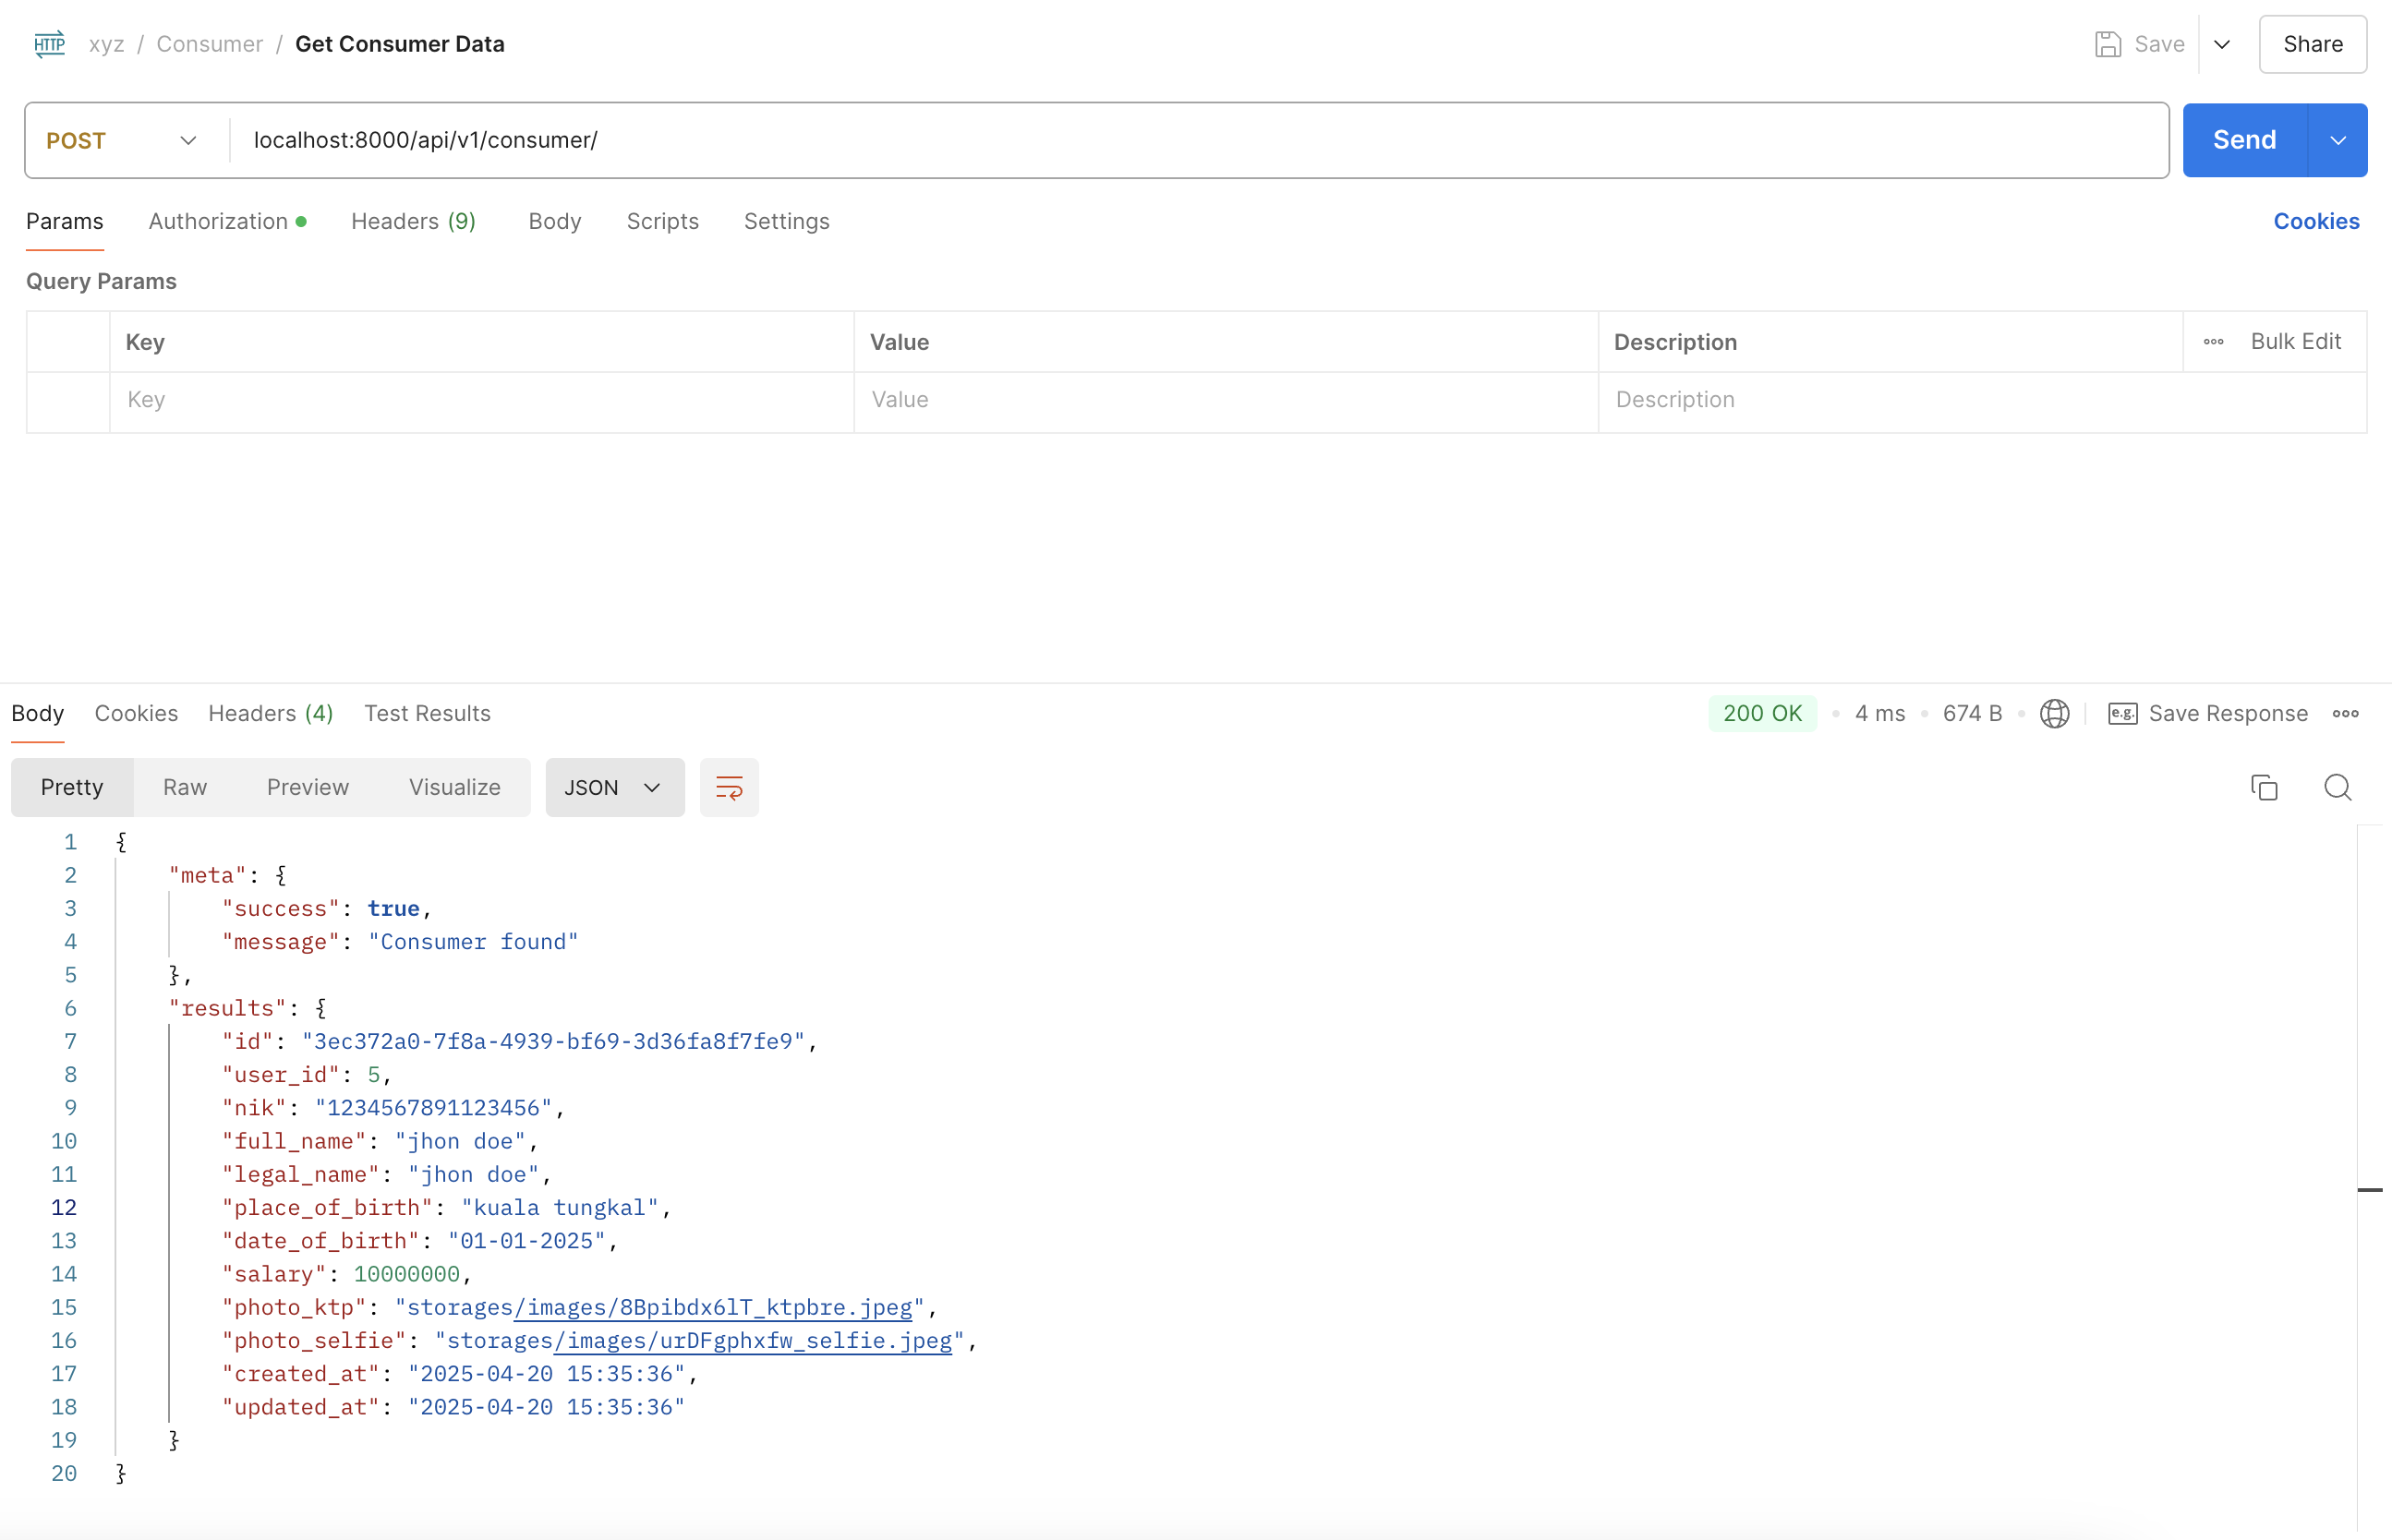 HTTP xyz / Consumer / Get Consumer Data Save Share
POST localhost:8000/api/v1/consumer/ Send
Params Authorization Headers (9) Body Scripts Settings Cookies
Query Params
Key Value Description Bulk Edit
Key Value Description
Body Cookies Headers (4) Test Results 200 OK 4 ms 674 B e.g. Save Response
Pretty Raw Preview Visualize JSON
1 {
2 "meta": {
3 "success": true,
4 "message": "Consumer found"
5 },
6 "results": {
7 "id": "3ec372a0-7f8a-4939-bf69-3d36fa8f7fe9",
8 "user_id": 5,
9 "nik": "1234567891123456",
10 "full_name": "jhon doe",
11 "legal_name": "jhon doe",
12 "place_of_birth": "kuala tungkal",
13 "date_of_birth": "01-01-2025",
14 "salary": 10000000,
15 "photo_ktp": "storages/images/8Bpibdx6lT_ktpbre.jpeg",
16 "photo_selfie": "storages/images/urDFgphxfw_selfie.jpeg",
17 "created_at": "2025-04-20 15:35:36",
18 "updated_at": "2025-04-20 15:35:36"
19 }
20 }